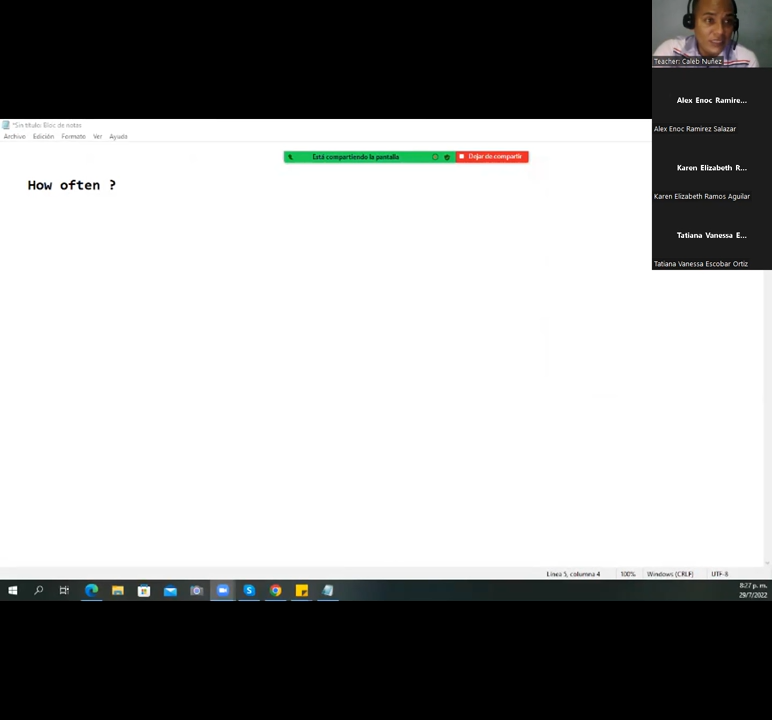 Teacher: Caleb Nuñez
Alex Enoc Ramire...
Alex Enoc Ramirez Salazar
Karen Elizabeth R...
Karen Elizabeth Ramos Aguilar
Tatiana Vanessa E...
Tatiana Vanessa Escobar Ortiz
*Sin título: Bloc de notas
Archivo Edición Formato Ver Ayuda
Está compartiendo la pantalla
Dejar de compartir
How often ?
Línea 5, columna 4 100% Windows (CRLF) UTF-8
8:27 p. m.
29/7/2022